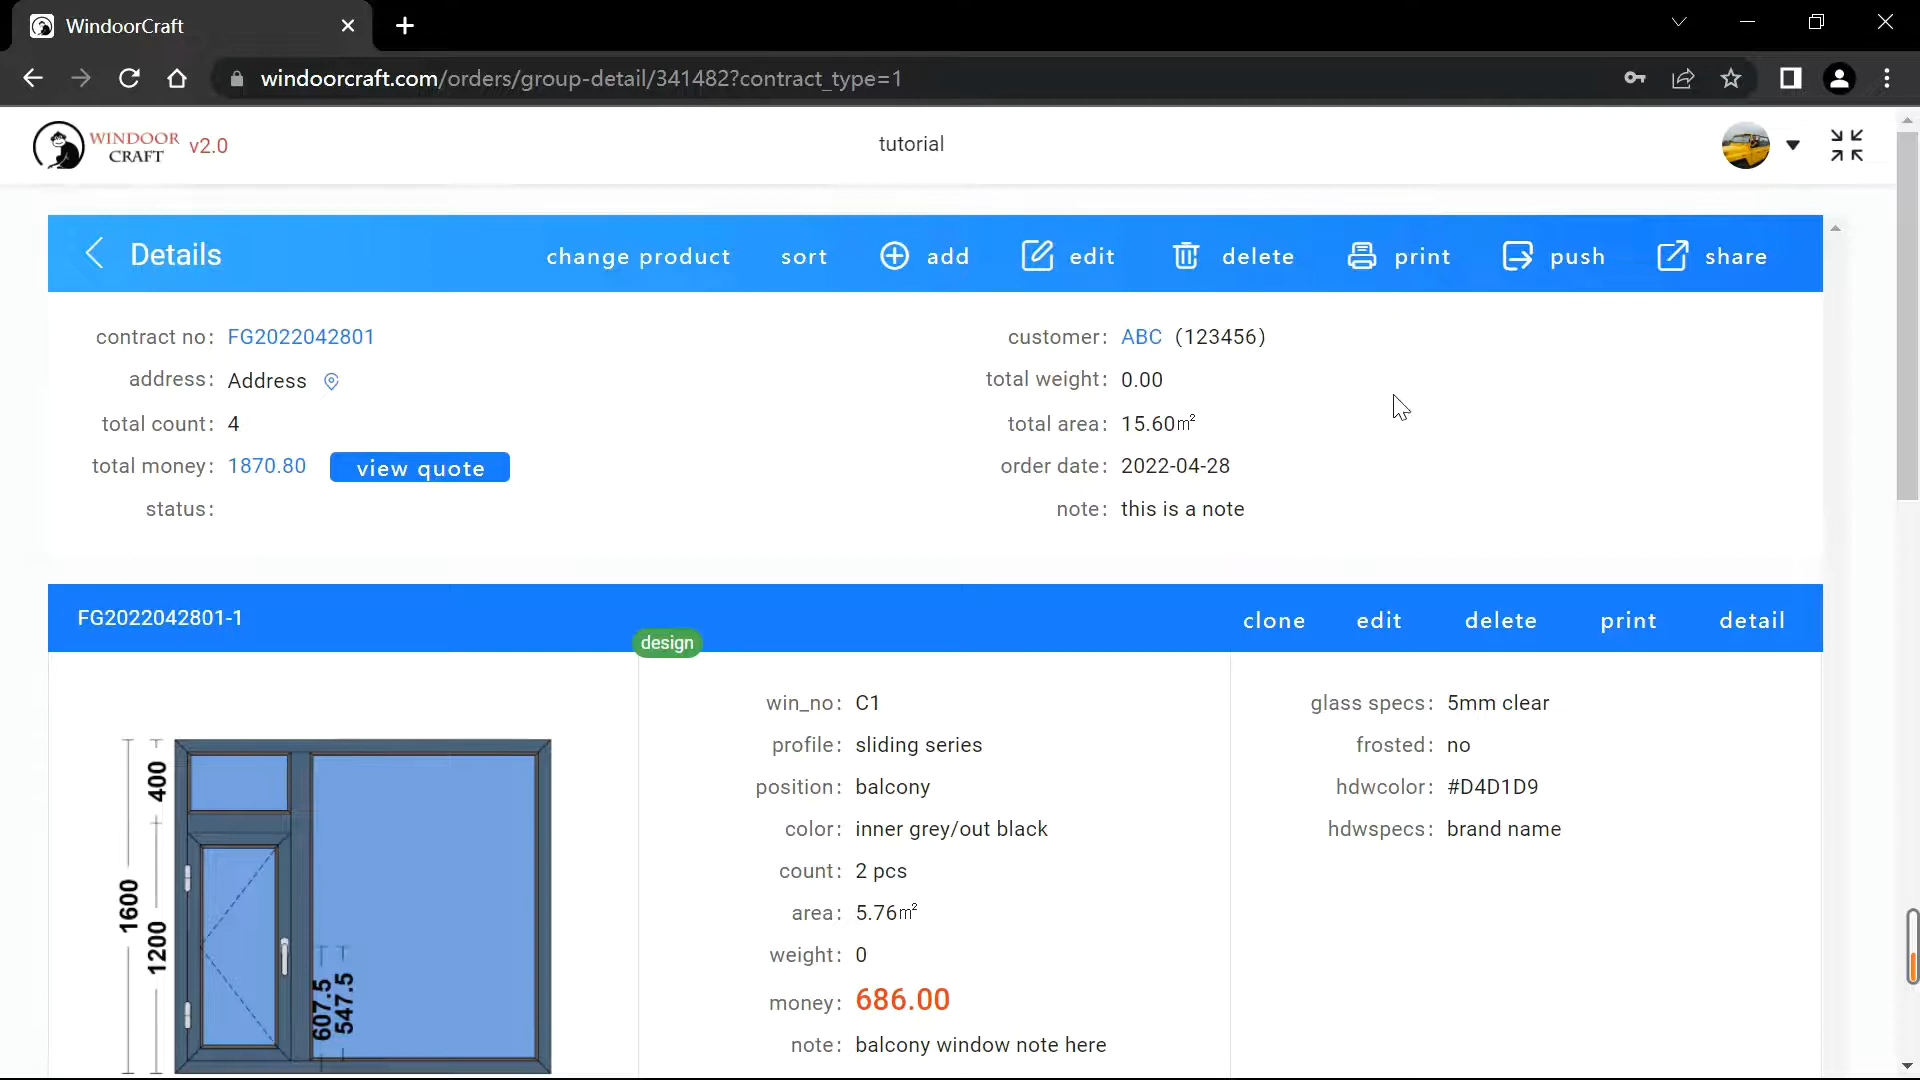 WindoorCraft
windoorcraft.com/orders/group-detail/341482?contract_type=1
WINDOOR
CRAFT
v2.0
tutorial
Details
change product
sort
add
edit
delete
print
push
share
contract no: FG2022042801
customer: ABC (123456)
address: Address
total weight: 0.00
total count: 4
total area: 15.60㎡
total money: 1870.80
view quote
order date: 2022-04-28
status:
note: this is a note
FG2022042801-1
clone
edit
delete
print
detail
design
win_no: C1
profile: sliding series
position: balcony
color: inner grey/out black
count: 2 pcs
area: 5.76㎡
weight: 0
money: 686.00
note: balcony window note here
glass specs: 5mm clear
frosted: no
hdwcolor: #D4D1D9
hdwspecs: brand name
400
1600
1200
607.5
547.5